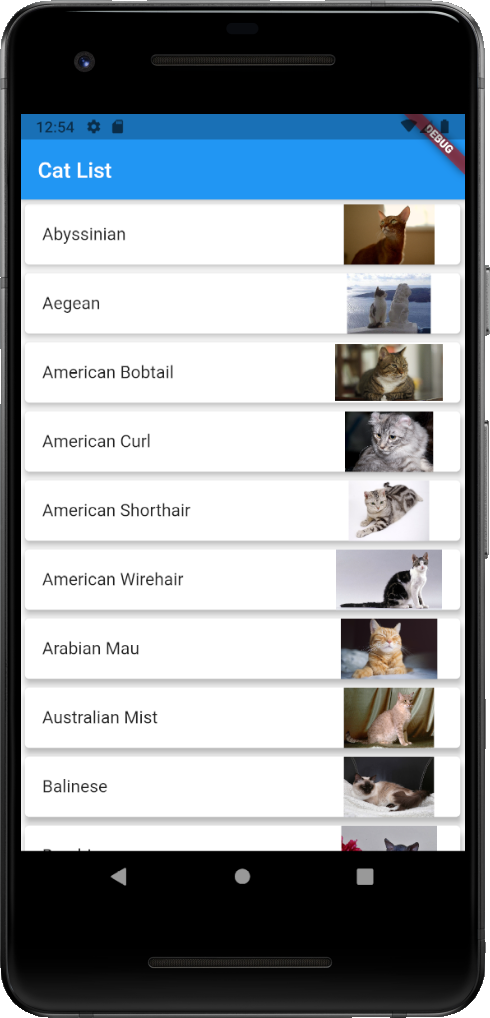 12:54
DEBUG
Cat List
Abyssinian
Aegean
American Bobtail
American Curl
American Shorthair
American Wirehair
Arabian Mau
Australian Mist
Balinese